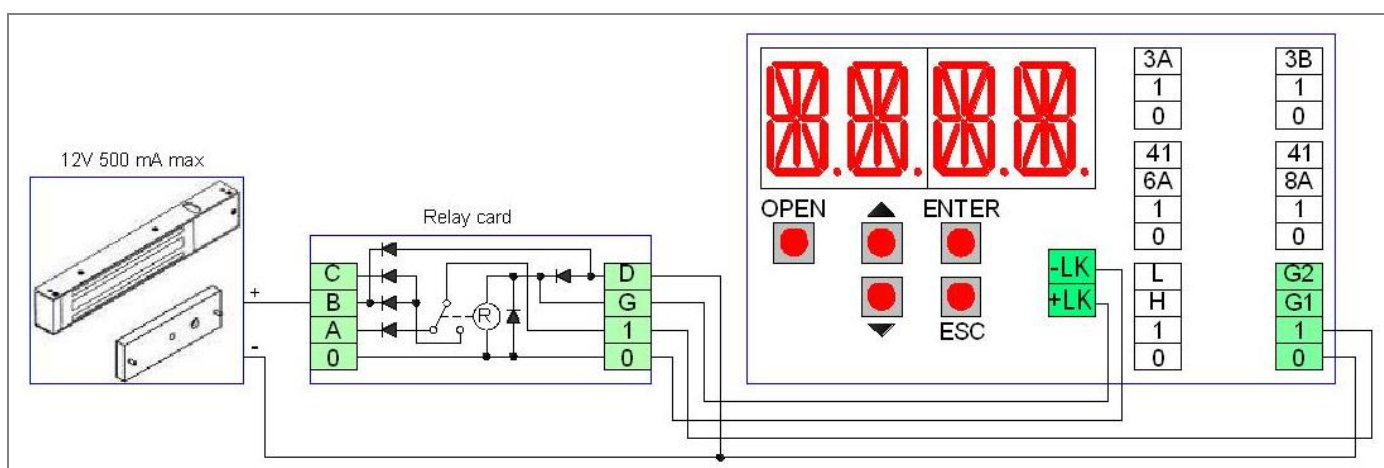 12V 500 mA max
+
-
Relay card
C
B
A
0
R
D
G
1
0
OPEN
ENTER
ESC
-LK
+LK
3A
1
0
41
6A
1
0
L
H
1
0
3B
1
0
41
8A
1
0
G2
G1
1
0